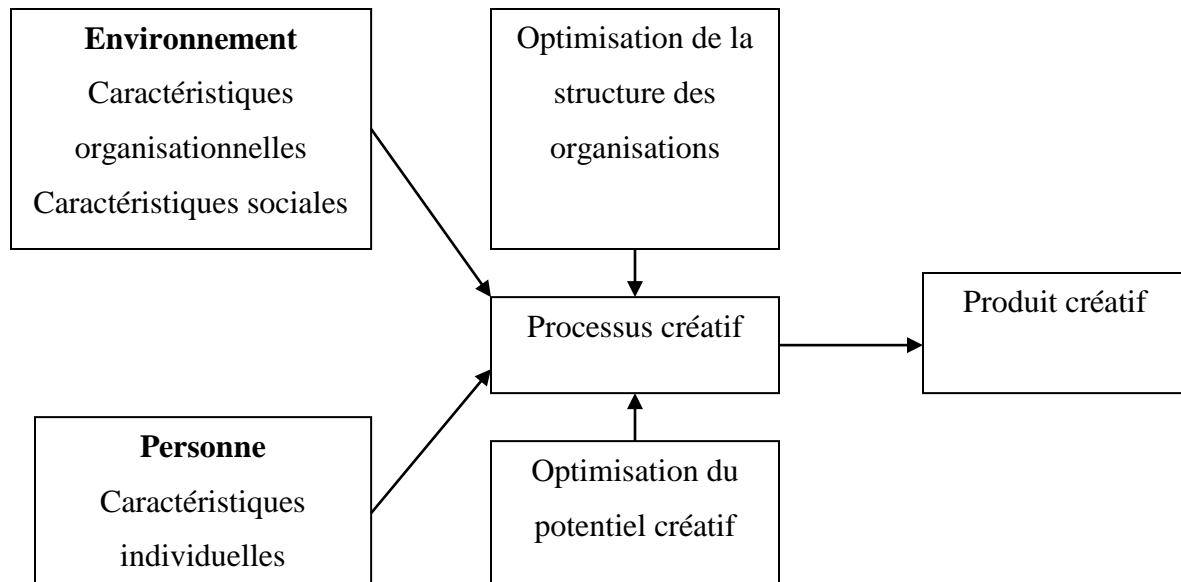 Environnement
Caractéristiques
organisationnelles
Caractéristiques sociales
Optimisation de la
structure des
organisations
Processus créatif
Produit créatif
Personne
Caractéristiques
individuelles
Optimisation du
potentiel créatif